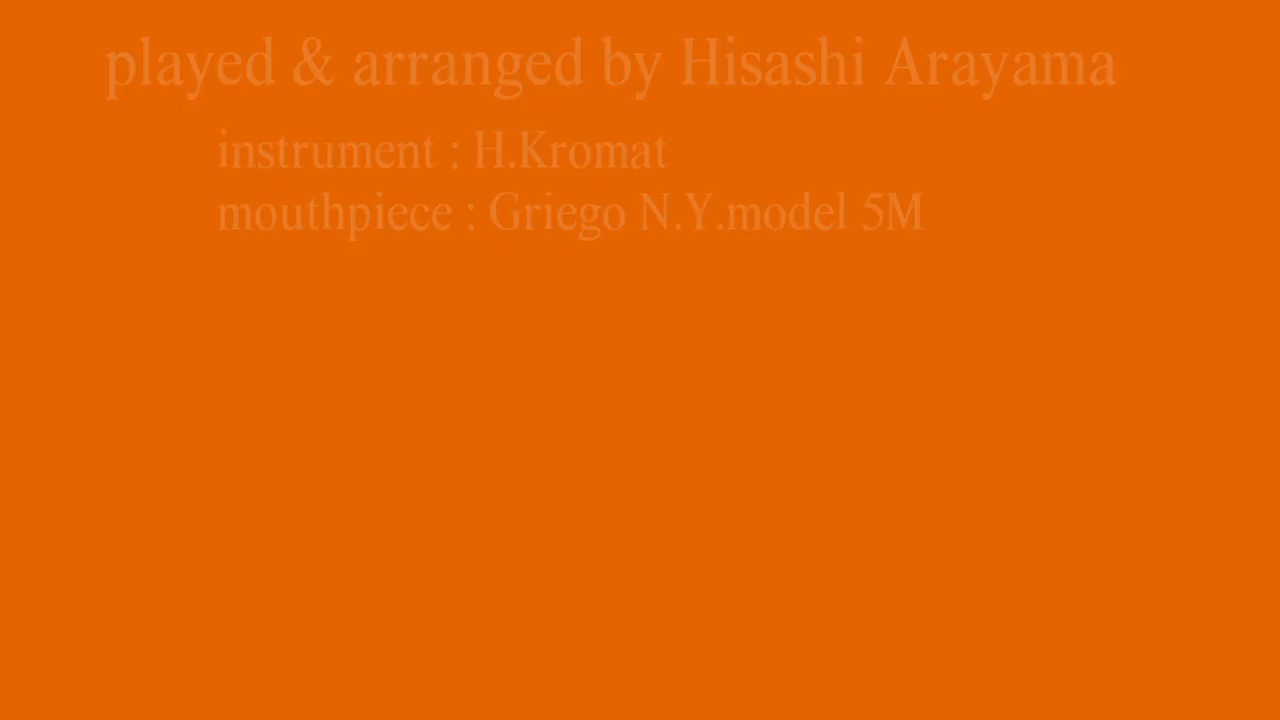 played & arranged by Hisashi Arayama
instrument : H.Kromat
mouthpiece : Griego N.Y.model 5M